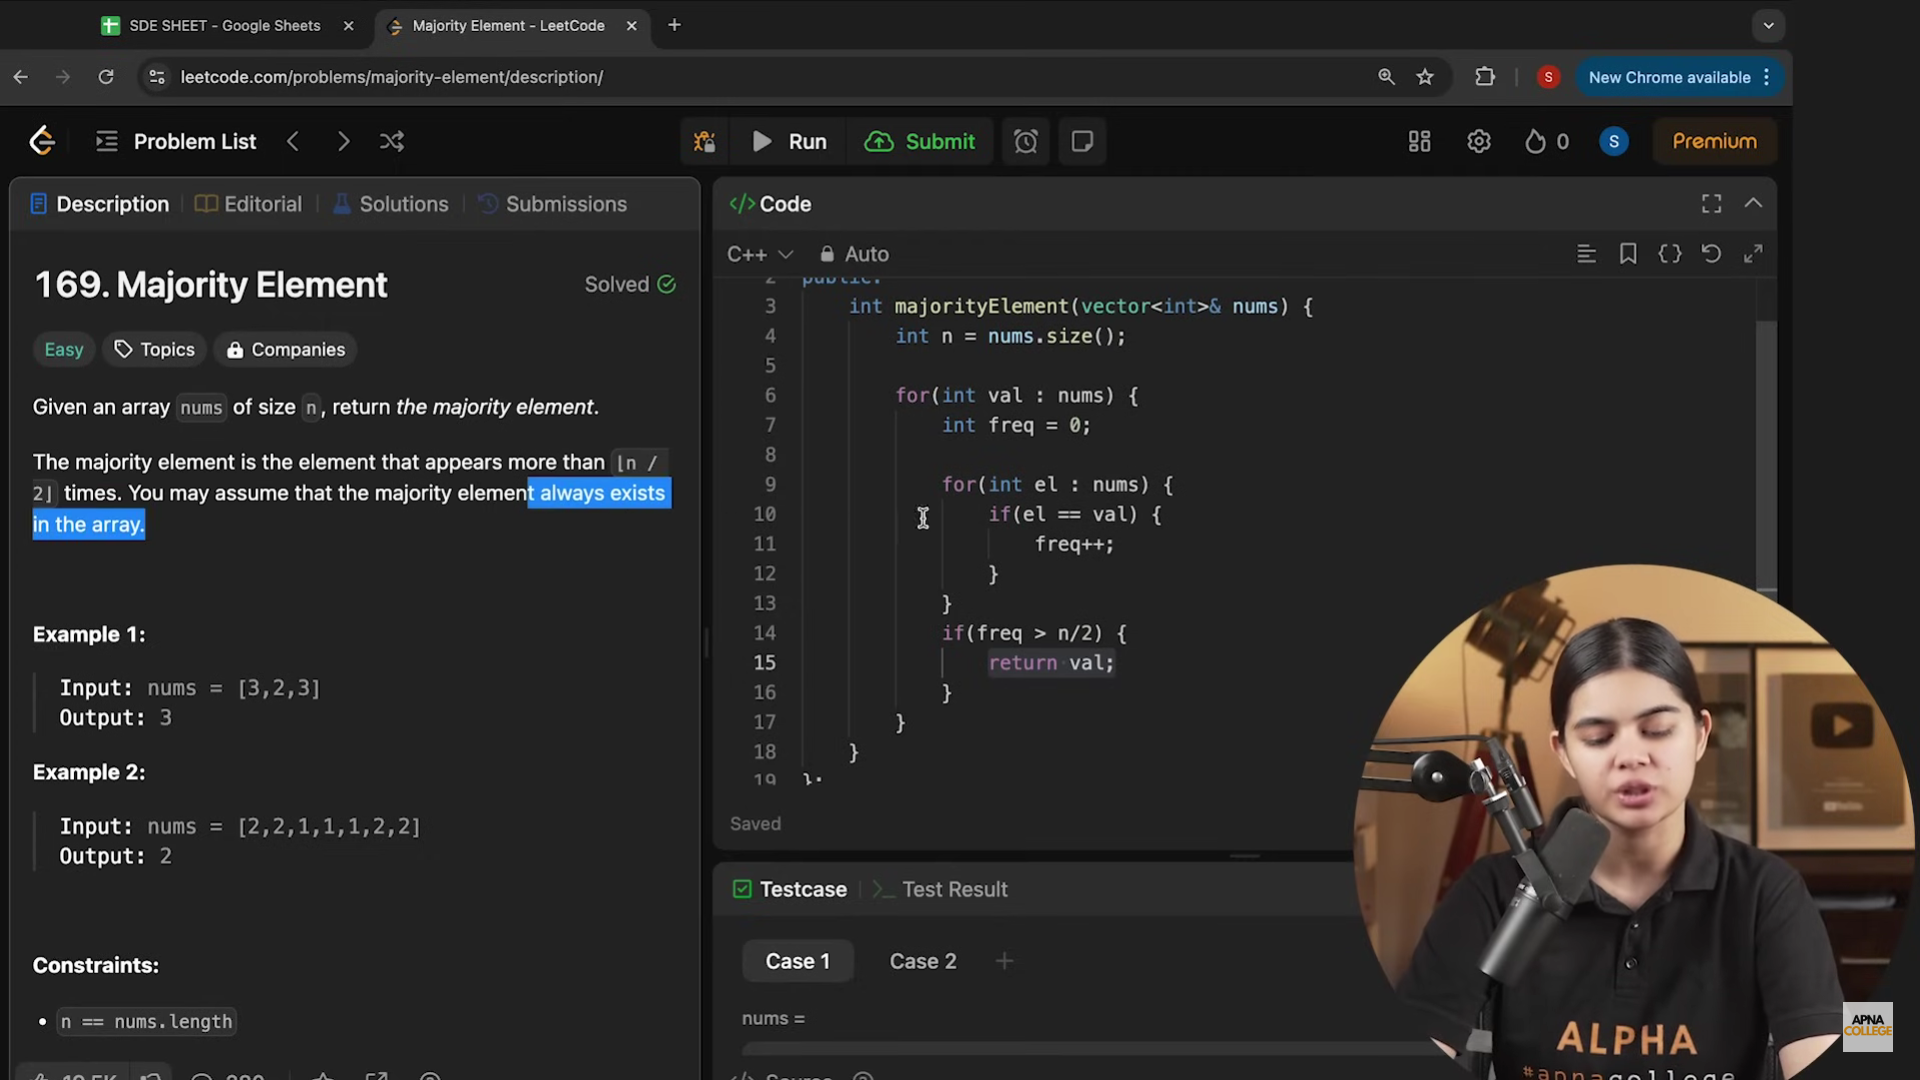 SDE SHEET - Google Sheets
Majority Element - LeetCode
leetcode.com/problems/majority-element/description/
S
New Chrome available
Problem List
Run
Submit
0
S
Premium
Description
Editorial
Solutions
Submissions
169. Majority Element
Solved
Easy
Topics
Companies
Given an array nums of size n, return the majority element.
The majority element is the element that appears more than ⌊n /
2⌋ times. You may assume that the majority element always exists
in the array.
Example 1:
Input: nums = [3,2,3]
Output: 3
Example 2:
Input: nums = [2,2,1,1,1,2,2]
Output: 2
Constraints:
• n == nums.length
Code
C++
Auto
2 public:
3 int majorityElement(vector<int>& nums) {
4 int n = nums.size();
5
6 for(int val : nums) {
7 int freq = 0;
8
9 for(int el : nums) {
10 if(el == val) {
11 freq++;
12 }
13 }
14 if(freq > n/2) {
15 return val;
16 }
17 }
18 }
19 };
Saved
Testcase
Test Result
Case 1
Case 2
nums =
Source
ALPHA
#apnacollege
APNA
COLLEGE